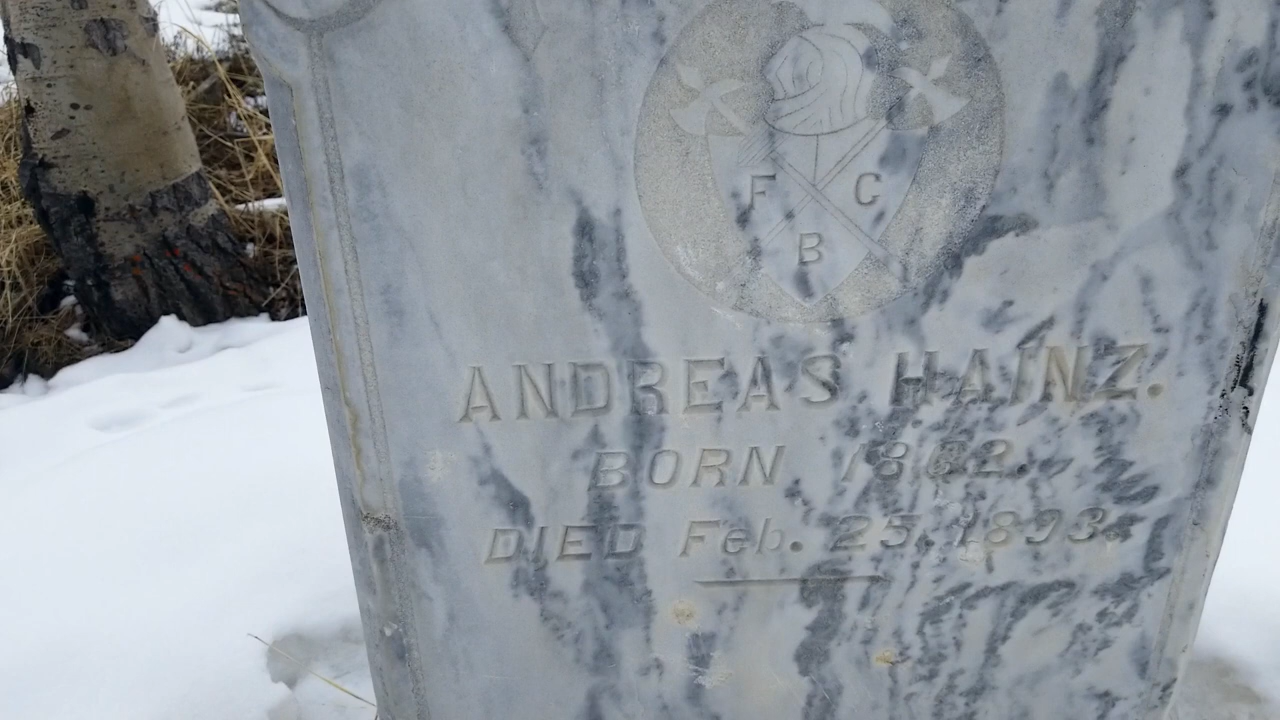 F C
B
ANDREAS HAINZ.
BORN 1862.
DIED Feb. 25, 1893.